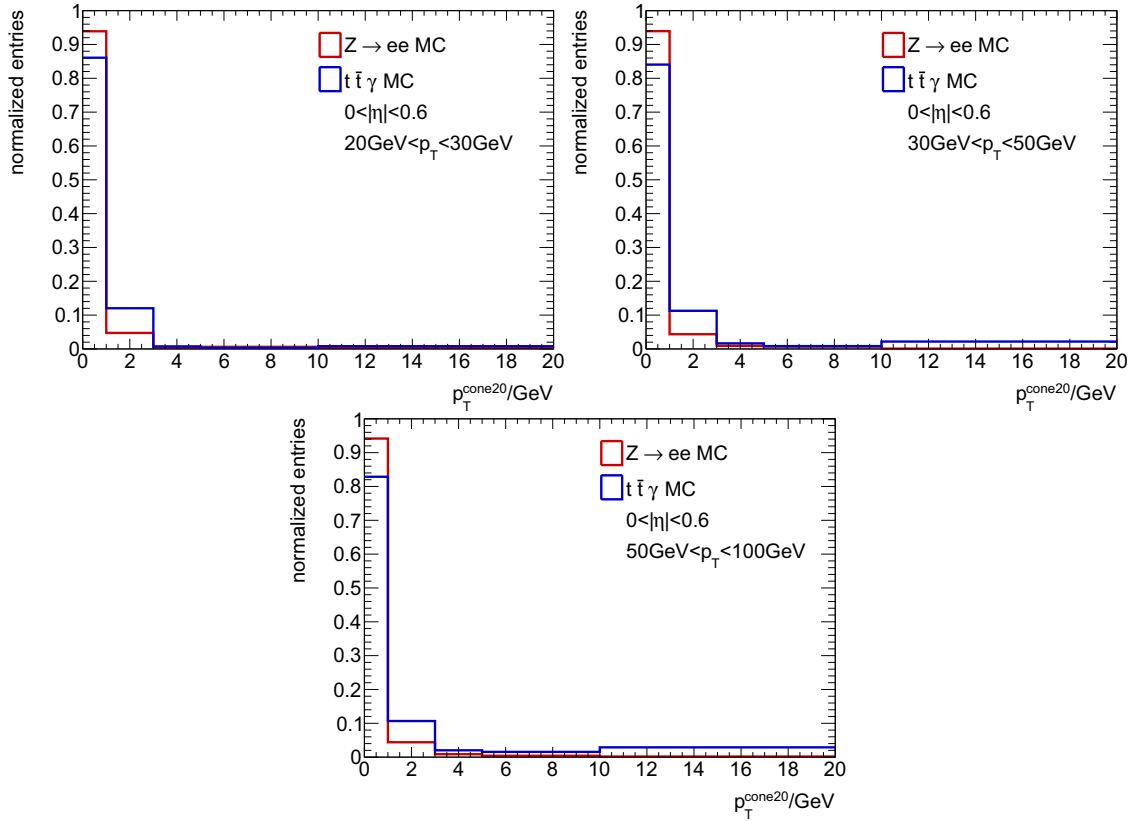 normalized entries
1
0.9
0.8
0.7
0.6
0.5
0.4
0.3
0.2
0.1
0
Z → ee MC
t t̄ γ MC
0<|η|<0.6
20GeV<p_T<30GeV
0 2 4 6 8 10 12 14 16 18 20
p_T^cone20/GeV
normalized entries
1
0.9
0.8
0.7
0.6
0.5
0.4
0.3
0.2
0.1
0
Z → ee MC
t t̄ γ MC
0<|η|<0.6
30GeV<p_T<50GeV
0 2 4 6 8 10 12 14 16 18 20
p_T^cone20/GeV
normalized entries
1
0.9
0.8
0.7
0.6
0.5
0.4
0.3
0.2
0.1
0
Z → ee MC
t t̄ γ MC
0<|η|<0.6
50GeV<p_T<100GeV
0 2 4 6 8 10 12 14 16 18 20
p_T^cone20/GeV